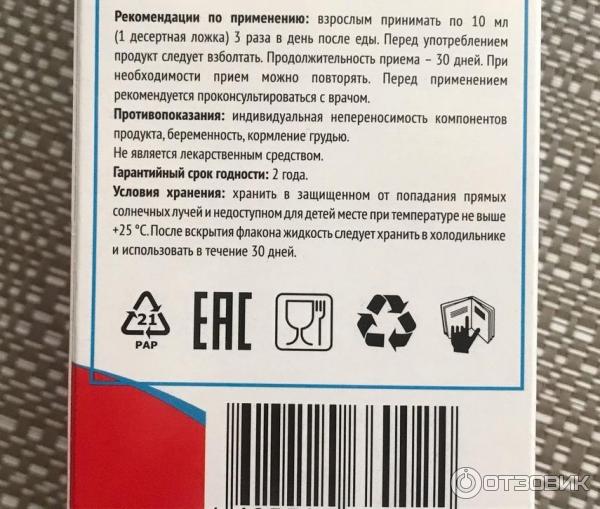 Рекомендации по применению: взрослым принимать по 10 мл
(1 десертная ложка) 3 раза в день после еды. Перед употреблением
продукт следует взболтать. Продолжительность приема – 30 дней. При
необходимости прием можно повторять. Перед применением
рекомендуется проконсультироваться с врачом.
Противопоказания: индивидуальная непереносимость компонентов
продукта, беременность, кормление грудью.
Не является лекарственным средством.
Гарантийный срок годности: 2 года.
Условия хранения: хранить в защищенном от попадания прямых
солнечных лучей и недоступном для детей месте при температуре не выше
+25 °С. После вскрытия флакона жидкость следует хранить в холодильнике
и использовать в течение 30 дней.
21
PAP
EAC
ОТЗОВИК